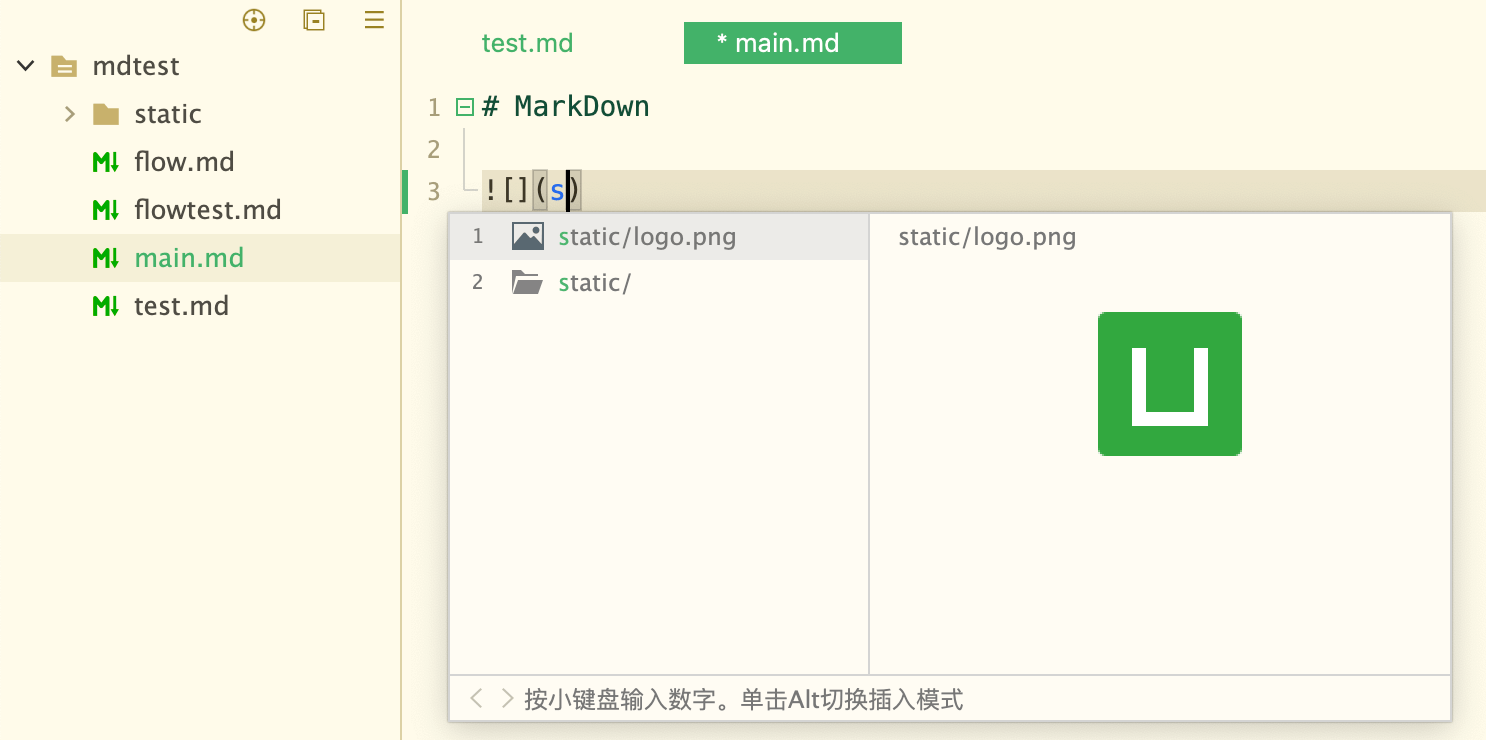 mdtest
static
flow.md
flowtest.md
main.md
test.md
test.md
* main.md
1 # MarkDown
2
3 ![](s)
1 static/logo.png
2 static/
static/logo.png
按小键盘输入数字。单击Alt切换插入模式